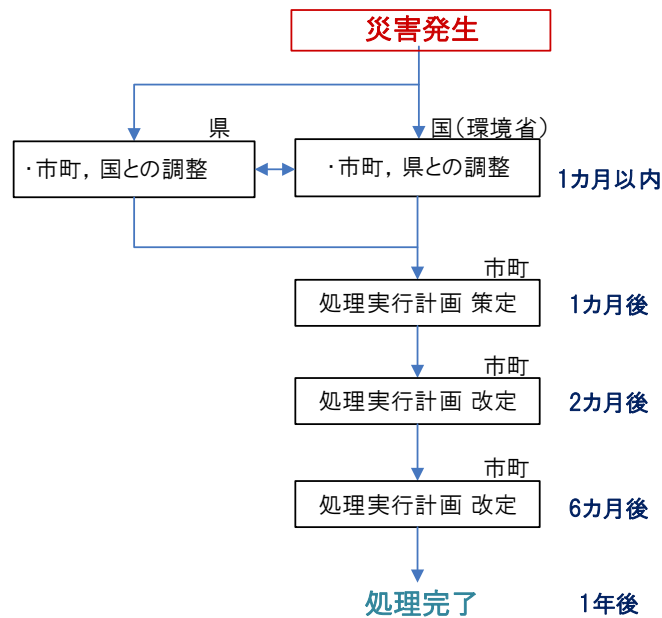 災害発生
県
国(環境省)
・市町, 国との調整
・市町, 県との調整
1カ月以内
市町
処理実行計画 策定
1カ月後
市町
処理実行計画 改定
2カ月後
市町
処理実行計画 改定
6カ月後
処理完了
1年後